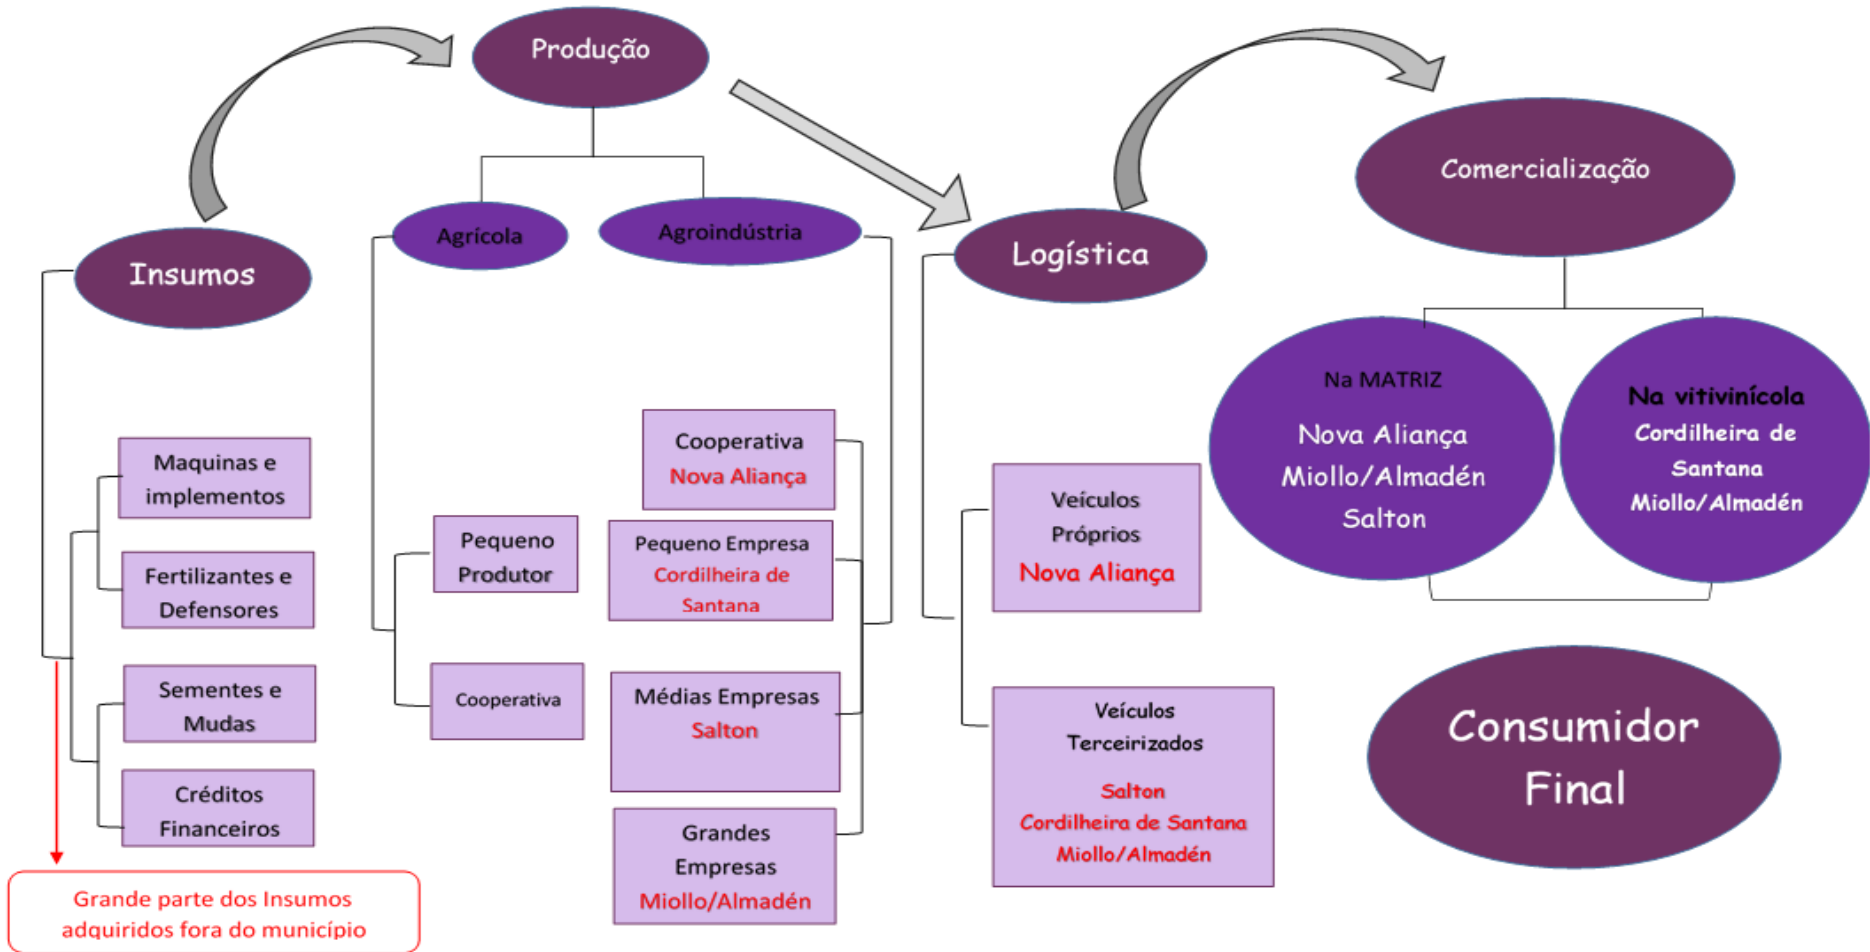 Produção
Comercialização
Agrícola
Agroindústria
Logística
Insumos
Na MATRIZ
Nova Aliança
Miollo/Almadén
Salton
Na vitivinícola
Cordilheira de
Santana
Miollo/Almadén
Maquinas e
implementos
Fertilizantes e
Defensores
Sementes e
Mudas
Créditos
Financeiros
Grande parte dos Insumos
adquiridos fora do município
Pequeno
Produtor
Cooperativa
Cooperativa
Nova Aliança
Pequeno Empresa
Cordilheira de
Santana
Médias Empresas
Salton
Grandes
Empresas
Miollo/Almadén
Veículos
Próprios
Nova Aliança
Veículos
Terceirizados
Salton
Cordilheira de Santana
Miollo/Almadén
Consumidor
Final